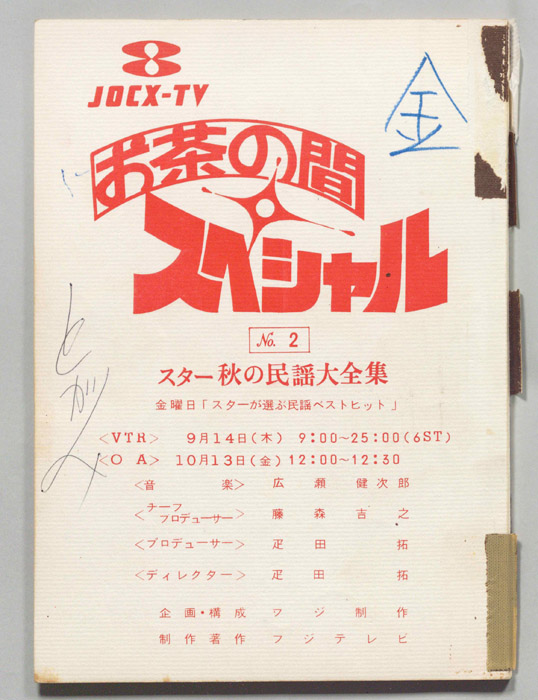 JOCX-TV
金
お茶の間
スペシャル
No. 2
とがみ
スター秋の民謡大全集
金曜日「スターが選ぶ民謡ベストヒット」
<VTR> 9月14日(木) 9:00~25:00(6ST)
<O A> 10月13日(金) 12:00~12:30
<音楽> 広瀬健次郎
<チーフプロデューサー> 藤森吉之
<プロデューサー> 疋田拓
<ディレクター> 疋田拓
企画・構成 フジ制作
制作著作 フジテレビ